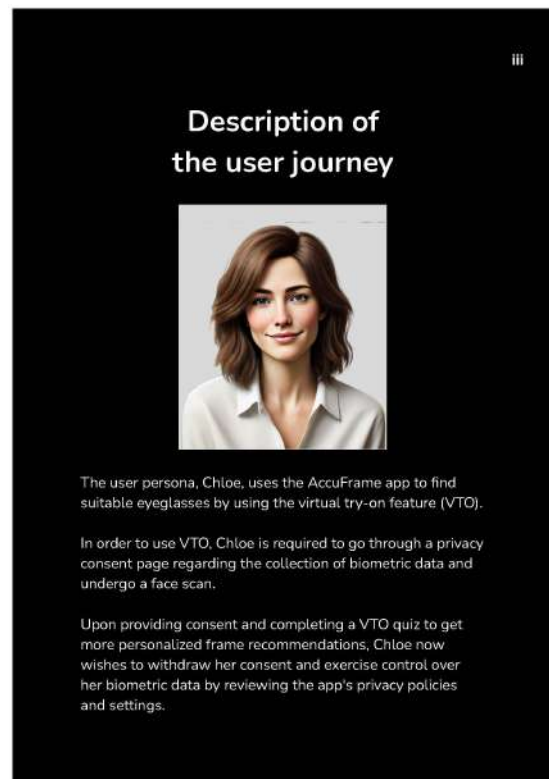 iii
Description of
the user journey
The user persona, Chloe, uses the AccuFrame app to find
suitable eyeglasses by using the virtual try-on feature (VTO).
In order to use VTO, Chloe is required to go through a privacy
consent page regarding the collection of biometric data and
undergo a face scan.
Upon providing consent and completing a VTO quiz to get
more personalized frame recommendations, Chloe now
wishes to withdraw her consent and exercise control over
her biometric data by reviewing the app's privacy policies
and settings.